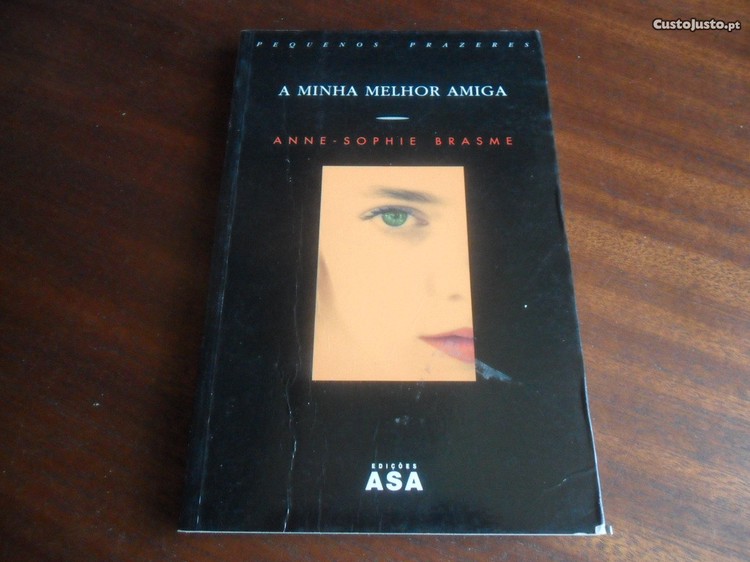 CustoJusto.pt
PEQUENOS PRAZERES
A MINHA MELHOR AMIGA
ANNE-SOPHIE BRASME
EDIÇÕES
ASA